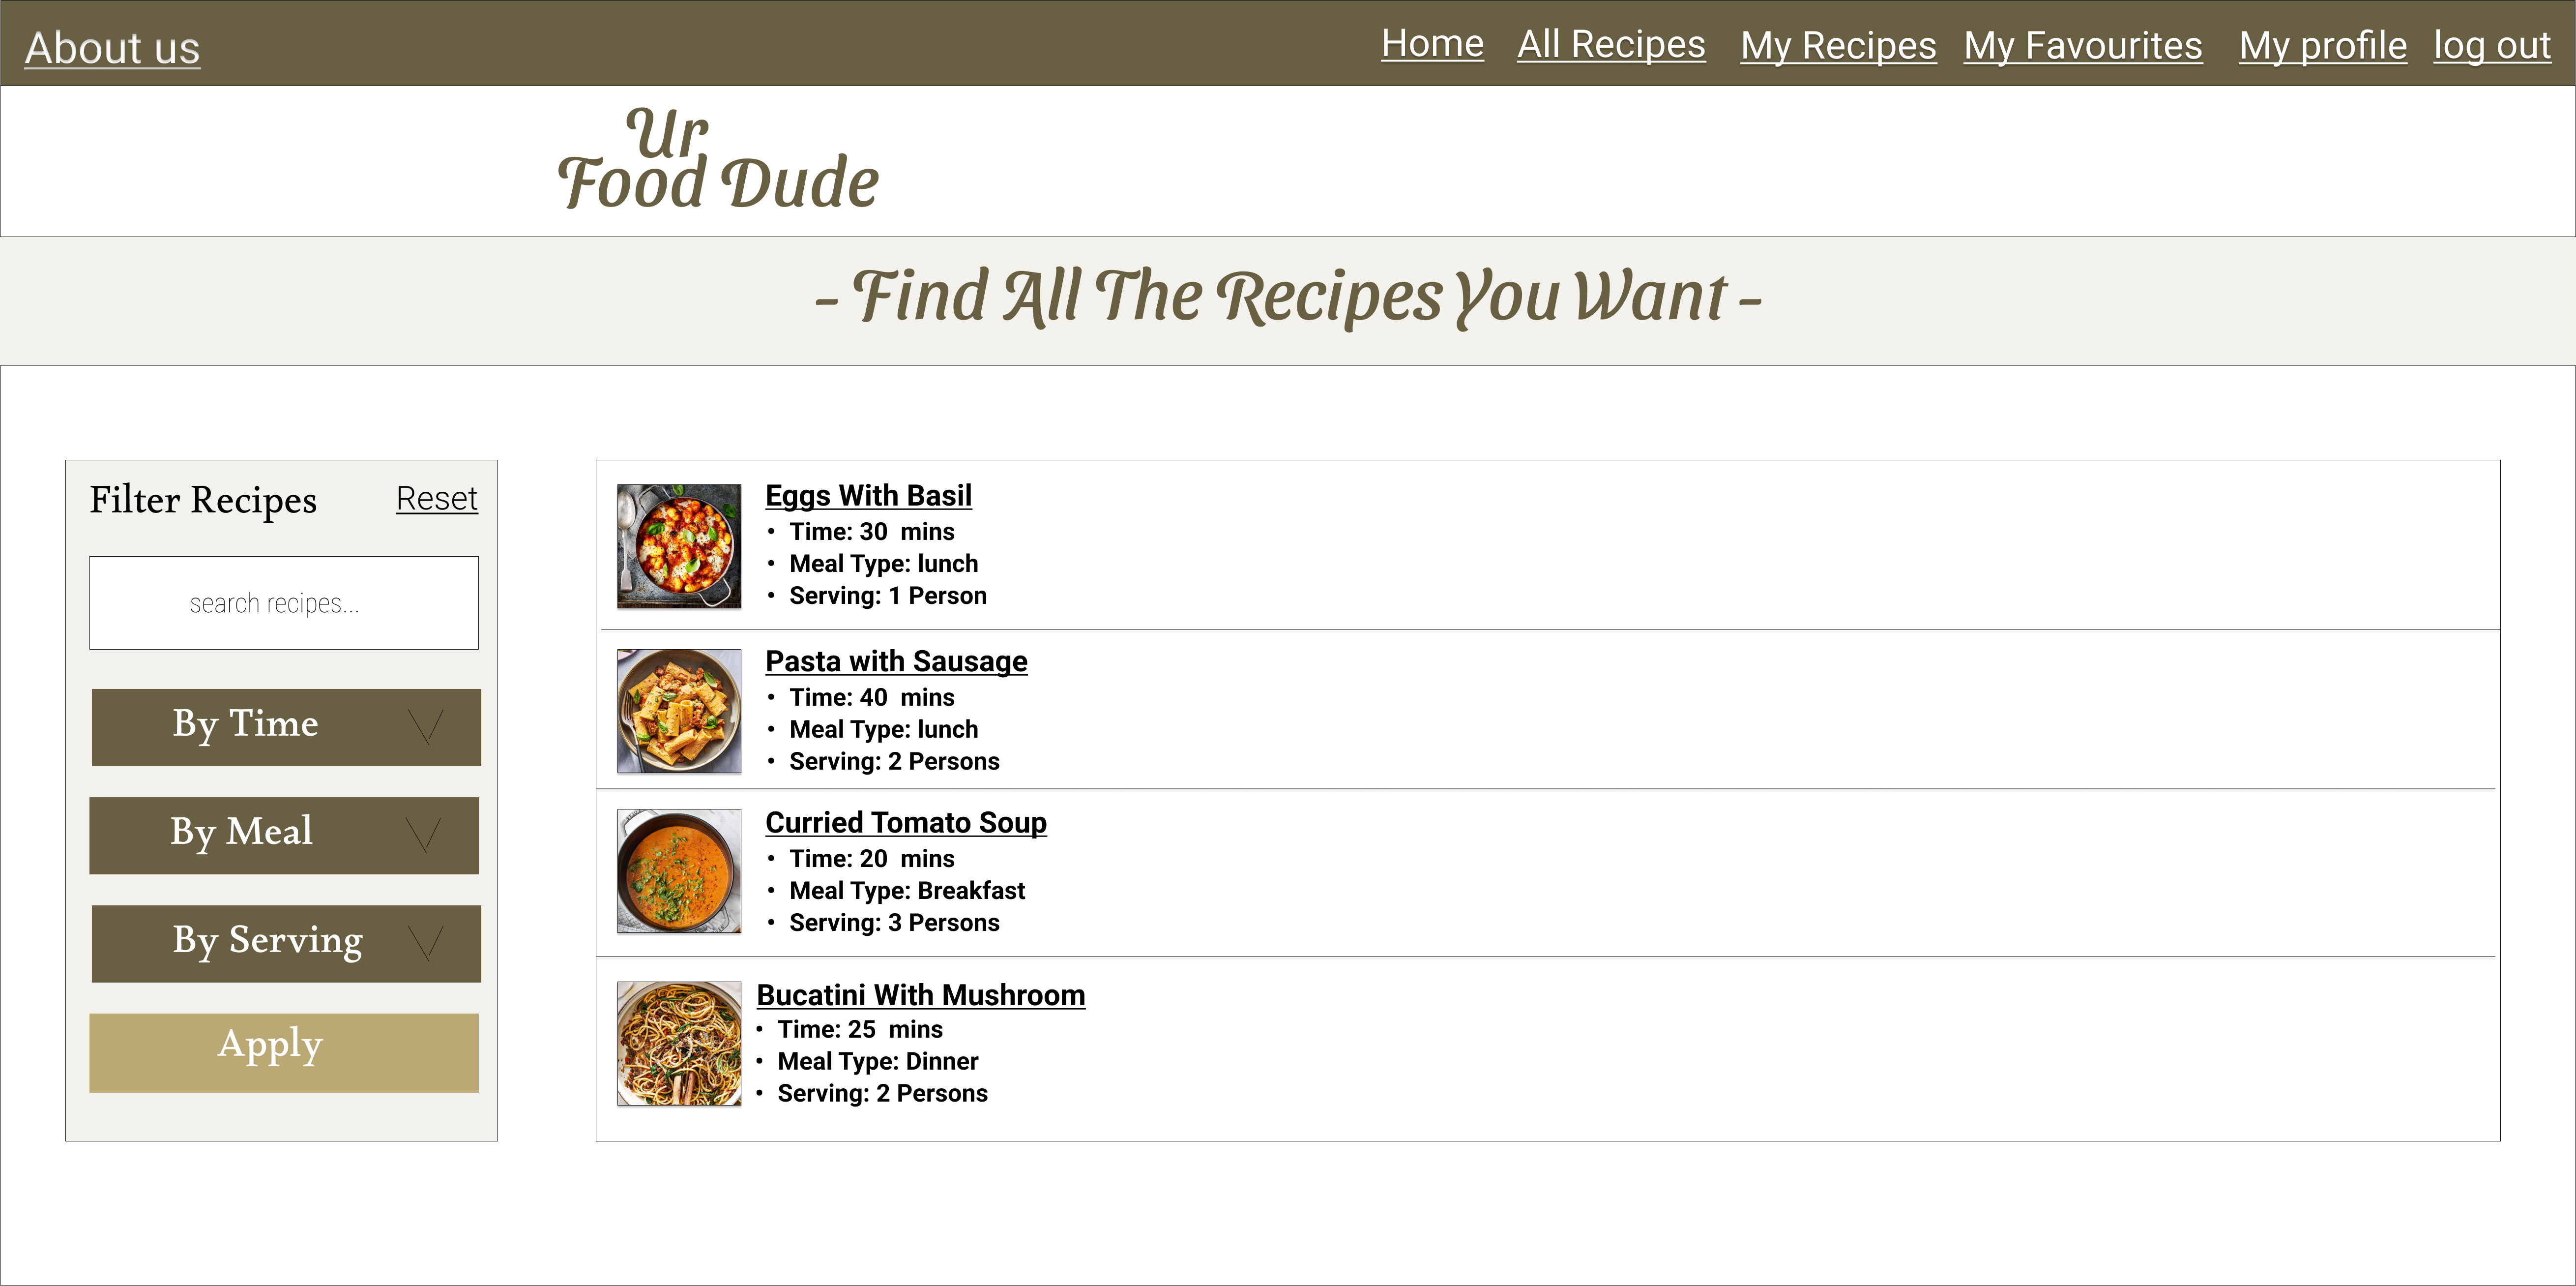 About us
Home All Recipes My Recipes My Favourites My profile log out
Ur
Food Dude
- Find All The Recipes You Want -
Filter Recipes Reset
search recipes...
By Time
By Meal
By Serving
Apply
Eggs With Basil
• Time: 30 mins
• Meal Type: lunch
• Serving: 1 Person
Pasta with Sausage
• Time: 40 mins
• Meal Type: lunch
• Serving: 2 Persons
Curried Tomato Soup
• Time: 20 mins
• Meal Type: Breakfast
• Serving: 3 Persons
Bucatini With Mushroom
• Time: 25 mins
• Meal Type: Dinner
• Serving: 2 Persons